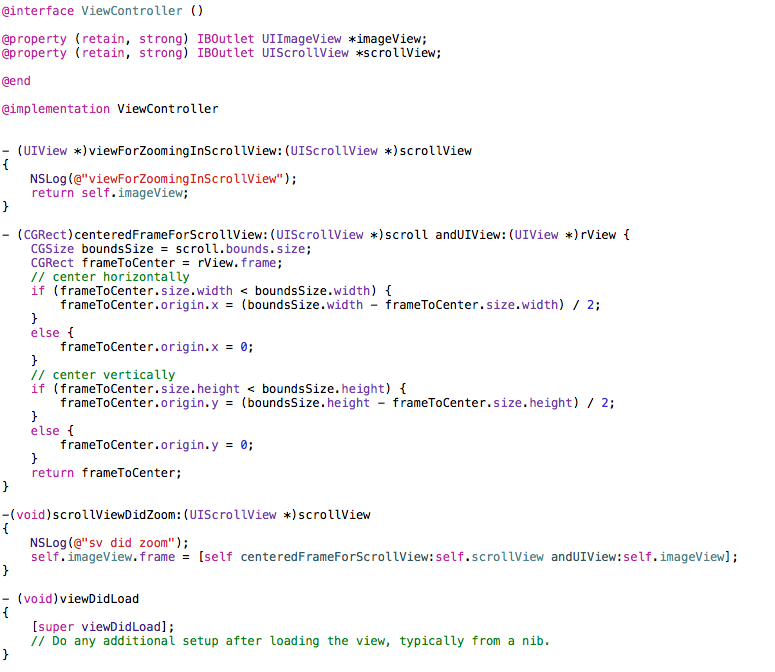 @interface ViewController ()
@property (retain, strong) IBOutlet UIImageView *imageView;
@property (retain, strong) IBOutlet UIScrollView *scrollView;
@end
@implementation ViewController
- (UIView *)viewForZoomingInScrollView:(UIScrollView *)scrollView
{
    NSLog(@"viewForZoomingInScrollView");
    return self.imageView;
}
- (CGRect)centeredFrameForScrollView:(UIScrollView *)scroll andUIView:(UIView *)rView {
    CGSize boundsSize = scroll.bounds.size;
    CGRect frameToCenter = rView.frame;
    // center horizontally
    if (frameToCenter.size.width < boundsSize.width) {
        frameToCenter.origin.x = (boundsSize.width - frameToCenter.size.width) / 2;
    }
    else {
        frameToCenter.origin.x = 0;
    }
    // center vertically
    if (frameToCenter.size.height < boundsSize.height) {
        frameToCenter.origin.y = (boundsSize.height - frameToCenter.size.height) / 2;
    }
    else {
        frameToCenter.origin.y = 0;
    }
    return frameToCenter;
}
-(void)scrollViewDidZoom:(UIScrollView *)scrollView
{
    NSLog(@"sv did zoom");
    self.imageView.frame = [self centeredFrameForScrollView:self.scrollView andUIView:self.imageView];
}
- (void)viewDidLoad
{
    [super viewDidLoad];
    // Do any additional setup after loading the view, typically from a nib.
}